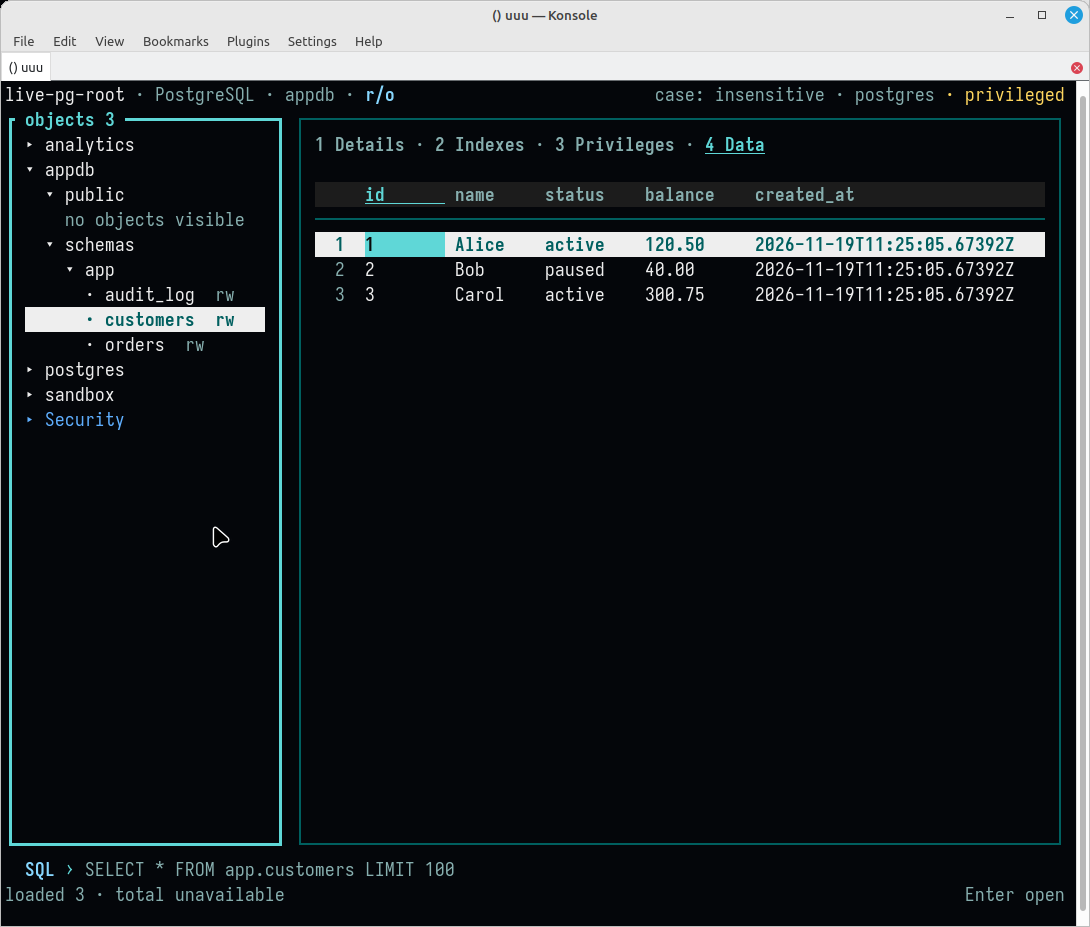 () uuu — Konsole
File Edit View Bookmarks Plugins Settings Help
() uuu
live-pg-root · PostgreSQL · appdb · r/o case: insensitive · postgres · privileged
objects 3
▸ analytics
▾ appdb
▾ public
no objects visible
▾ schemas
▾ app
· audit_log rw
· customers rw
· orders rw
▸ postgres
▸ sandbox
▸ Security
1 Details · 2 Indexes · 3 Privileges · 4 Data
id name status balance created_at
1 1 Alice active 120.50 2026-11-19T11:25:05.67392Z
2 2 Bob paused 40.00 2026-11-19T11:25:05.67392Z
3 3 Carol active 300.75 2026-11-19T11:25:05.67392Z
SQL › SELECT * FROM app.customers LIMIT 100
loaded 3 · total unavailable Enter open